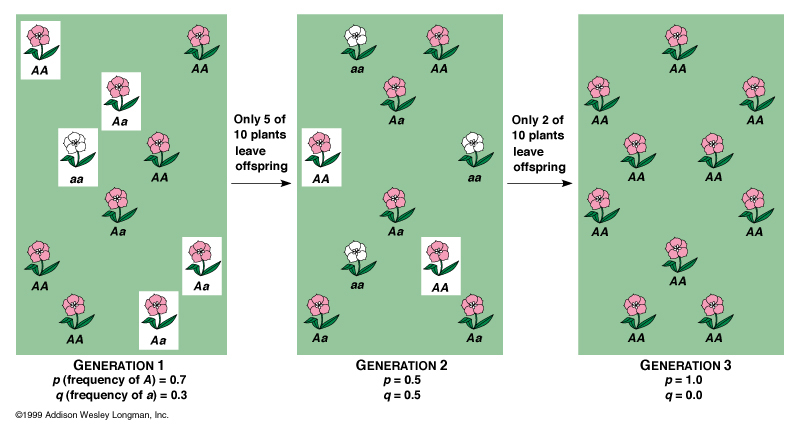 AA
AA
Aa
aa
AA
Aa
AA
Aa
AA
Aa
Only 5 of
10 plants
leave
offspring
aa
AA
Aa
AA
aa
Aa
aa
AA
Aa
Aa
Only 2 of
10 plants
leave
offspring
AA
AA
AA
AA
AA
AA
AA
AA
AA
AA
GENERATION 1
p (frequency of A) = 0.7
q (frequency of a) = 0.3
GENERATION 2
p = 0.5
q = 0.5
GENERATION 3
p = 1.0
q = 0.0
©1999 Addison Wesley Longman, Inc.